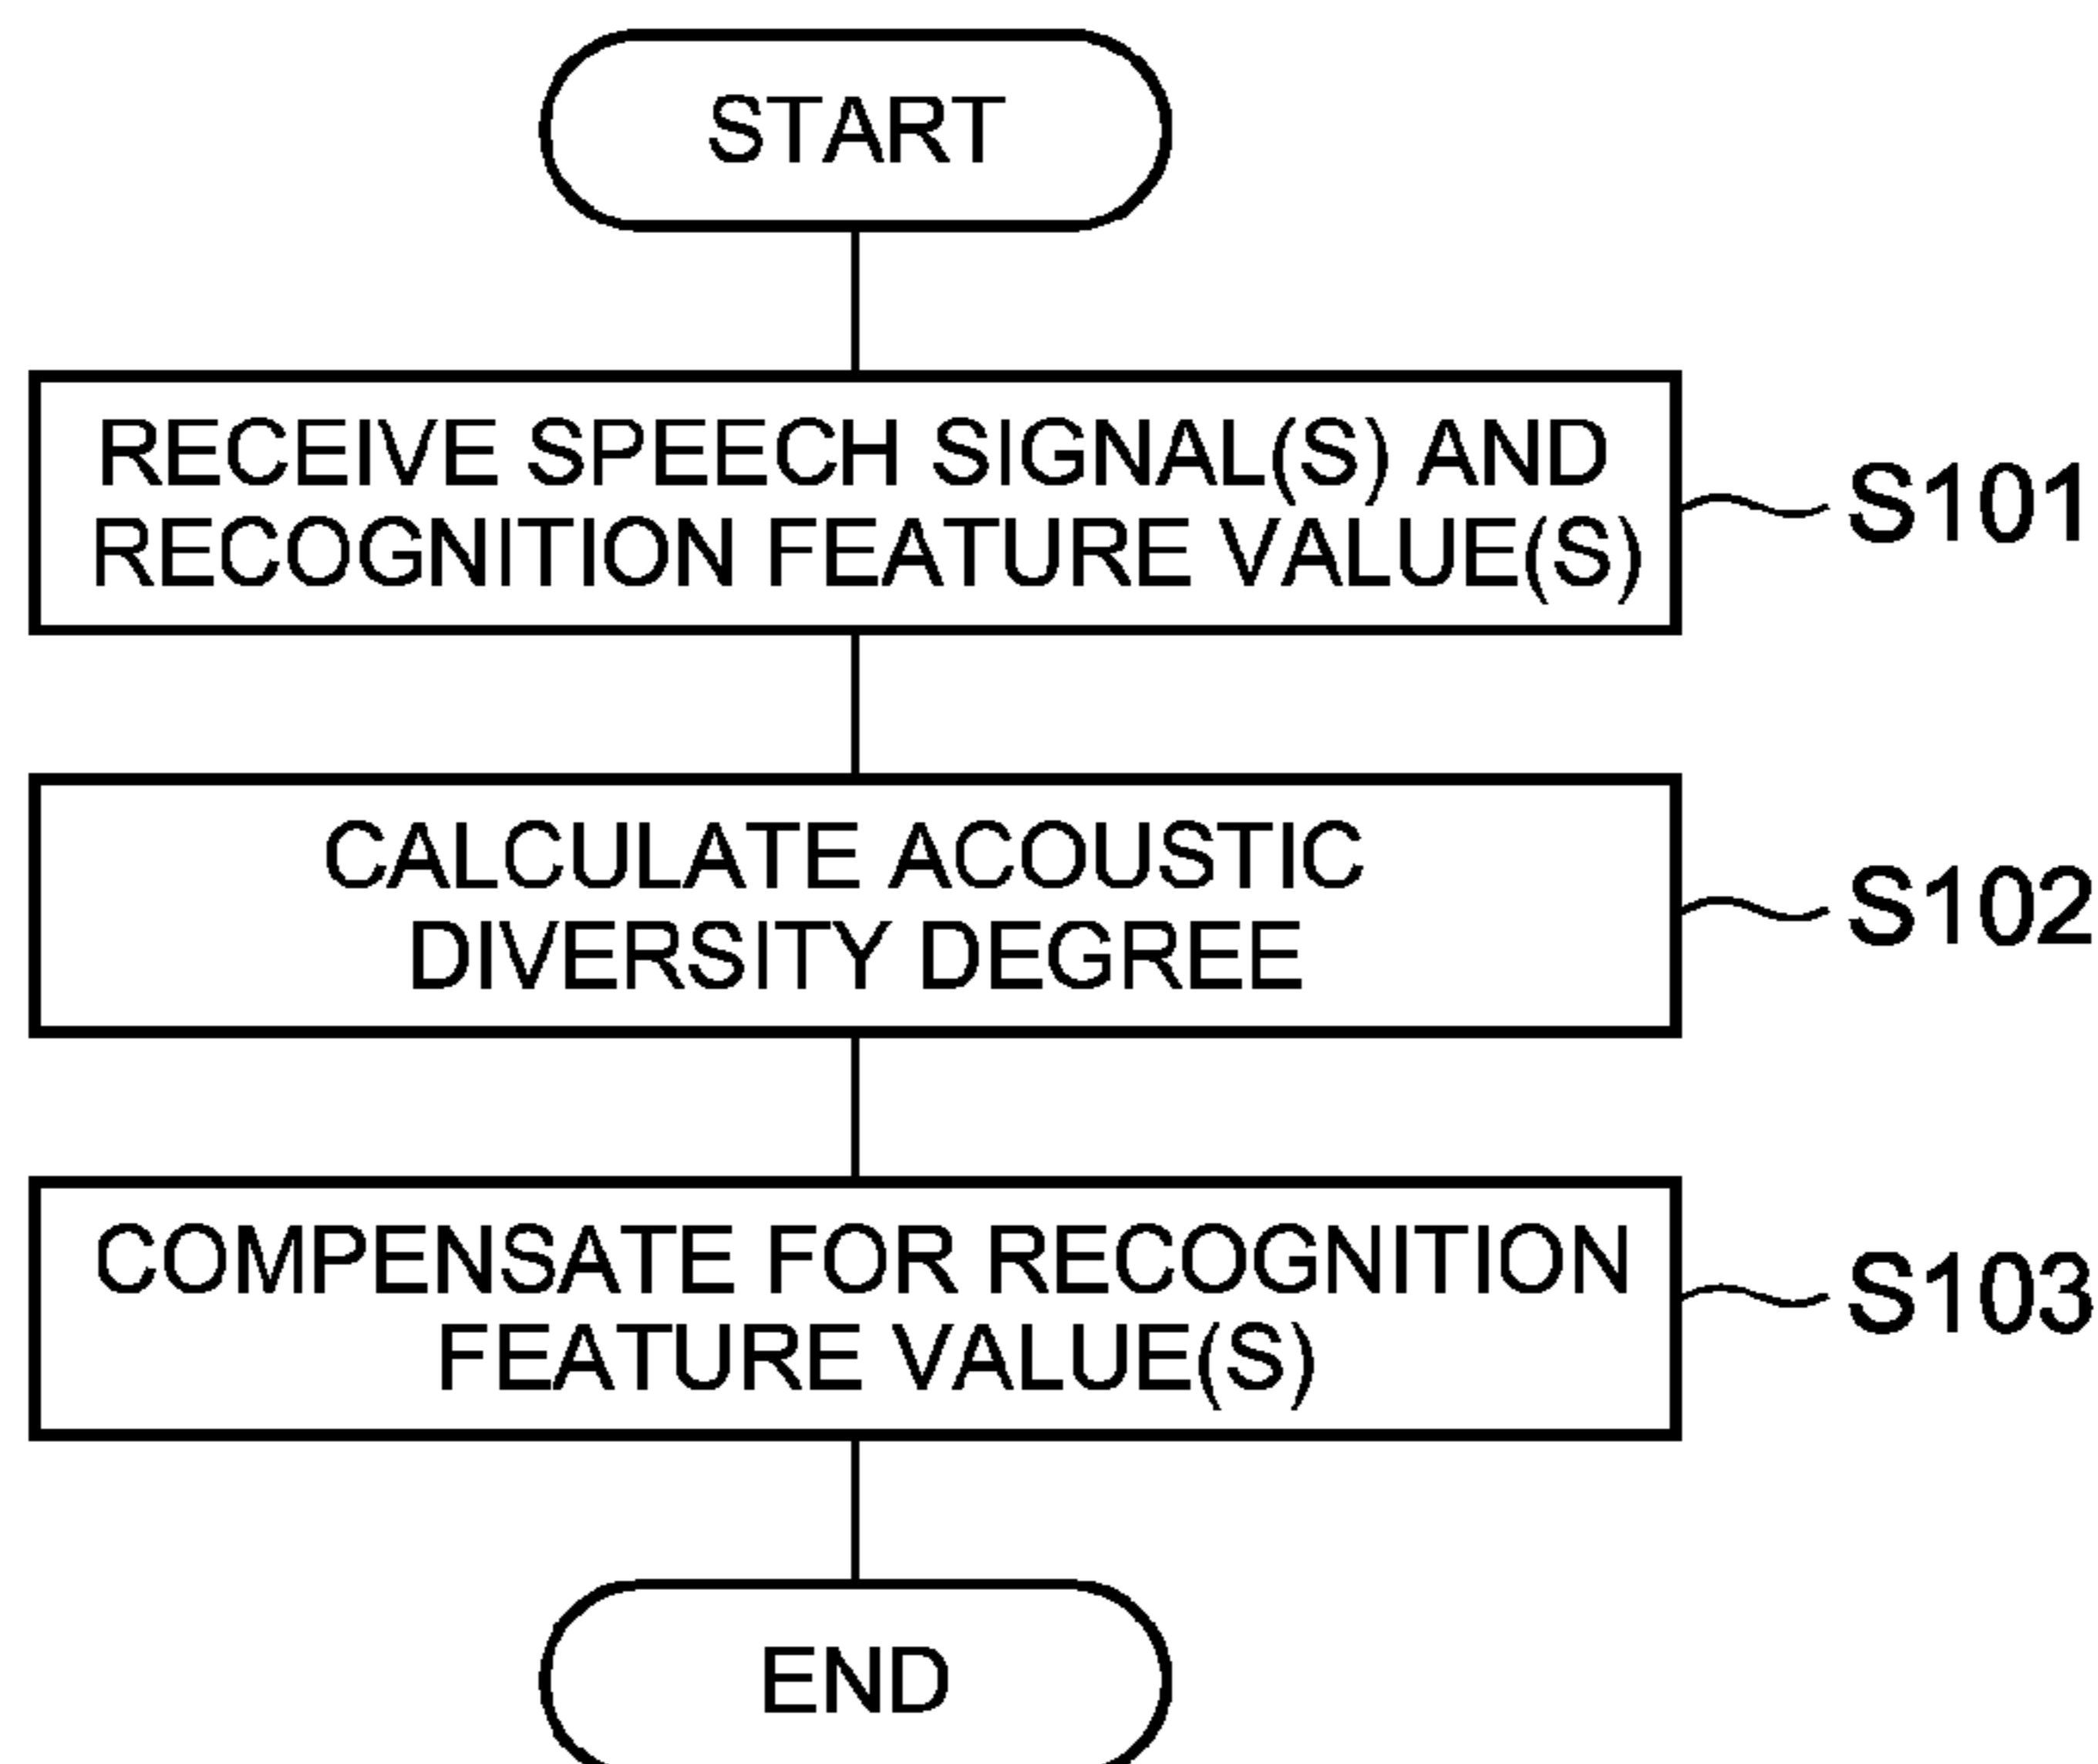 START
RECEIVE SPEECH SIGNAL(S) AND
RECOGNITION FEATURE VALUE(S)
S101
CALCULATE ACOUSTIC
DIVERSITY DEGREE
S102
COMPENSATE FOR RECOGNITION
FEATURE VALUE(S)
S103
END